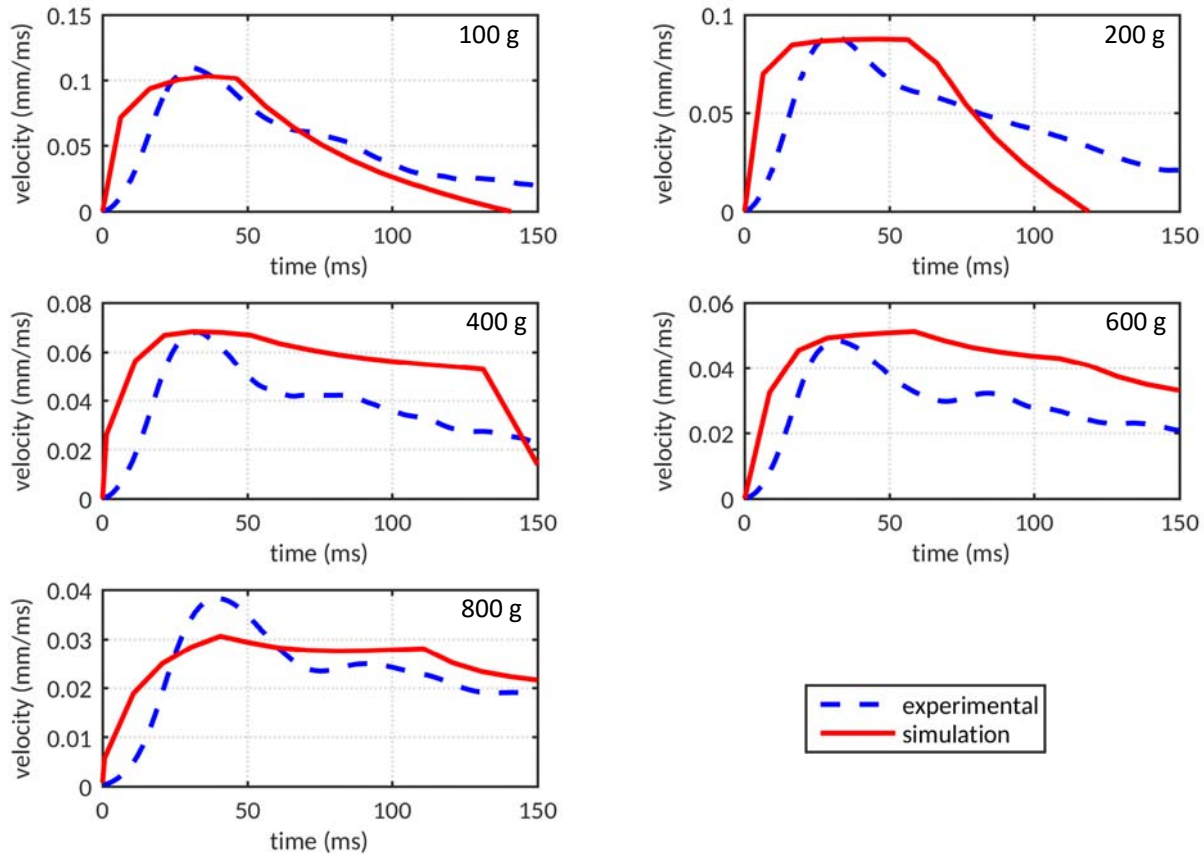 0.15
0.1
0.05
0
100 g
velocity (mm/ms)
0 50 100 150
time (ms)
0.1
0.05
0
200 g
velocity (mm/ms)
0 50 100 150
time (ms)
0.08
0.06
0.04
0.02
0
400 g
velocity (mm/ms)
0 50 100 150
time (ms)
0.06
0.04
0.02
0
600 g
velocity (mm/ms)
0 50 100 150
time (ms)
0.04
0.03
0.02
0.01
0
800 g
velocity (mm/ms)
0 50 100 150
time (ms)
experimental
simulation